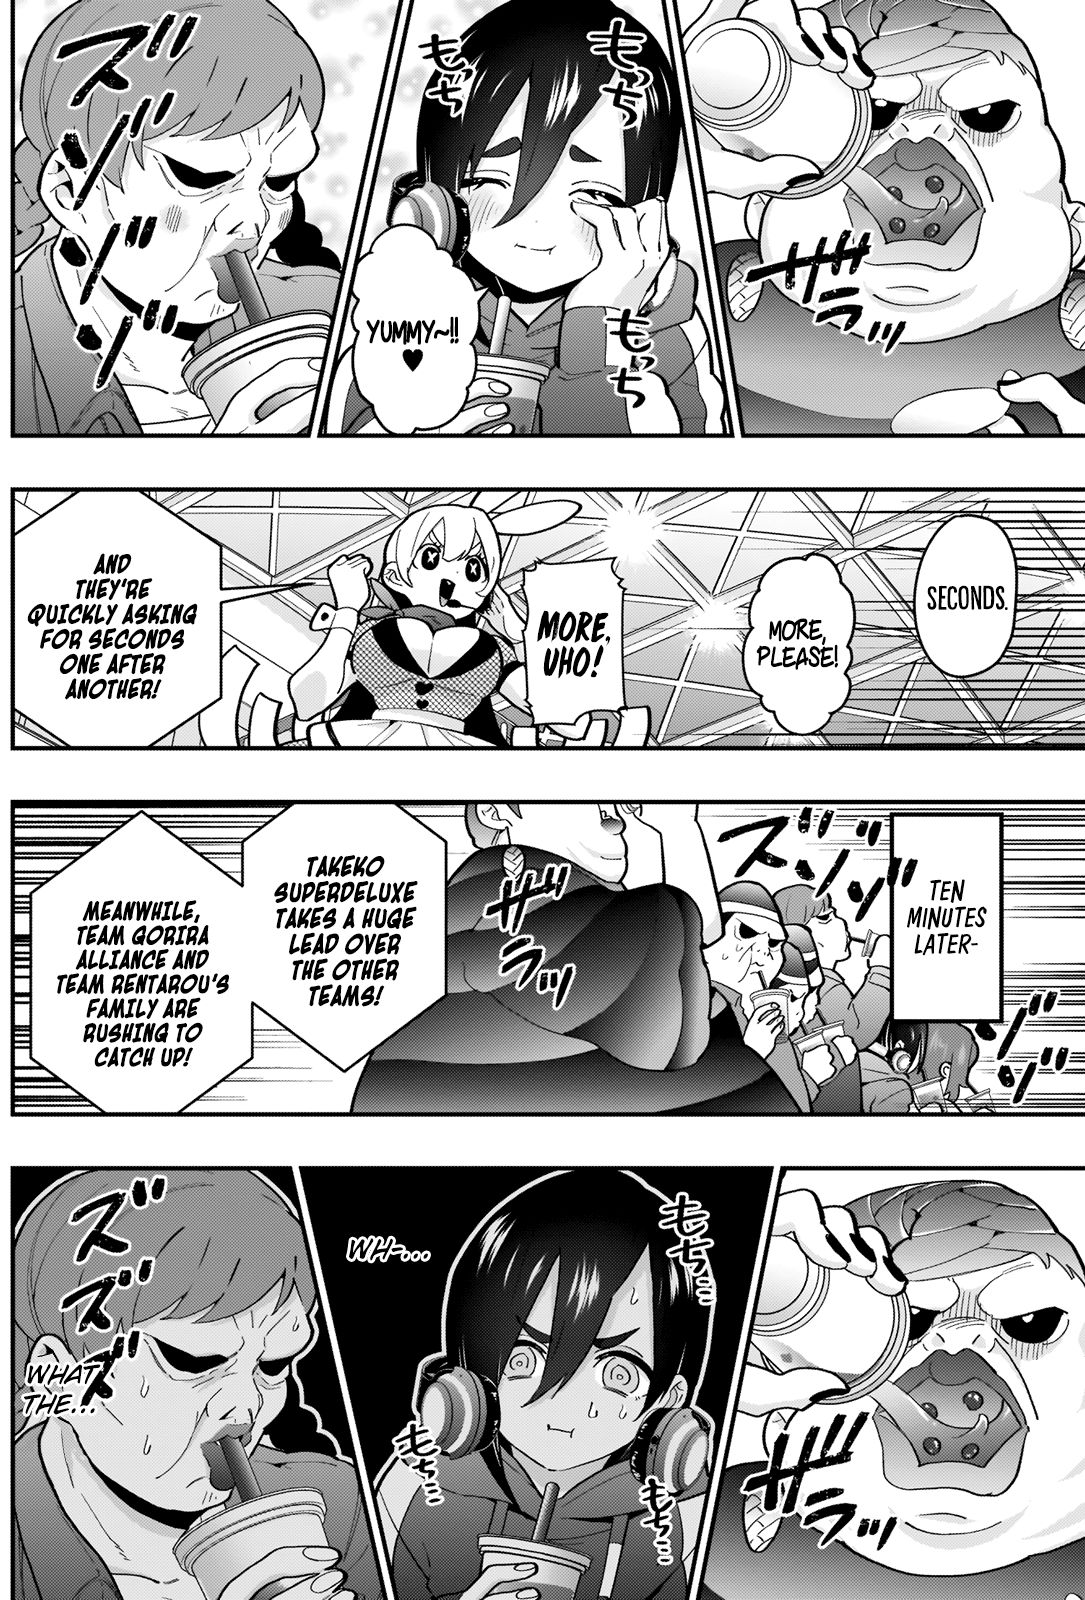 ザラッ
もっち
もっち
もっち
YUMMY~!!
♥
ズゾゾゾ
SECONDS.
MORE,
PLEASE!
MORE,
UHO!
AND
THEY'RE
QUICKLY ASKING
FOR SECONDS
ONE AFTER
ANOTHER!
TEN
MINUTES
LATER-
ズゾゾゾゾ
ザラッ
TAKEKO
SUPERDELUXE
TAKES A HUGE
LEAD OVER
THE OTHER
TEAMS!
MEANWHILE,
TEAM GORIRA
ALLIANCE AND
TEAM RENTAROU'S
FAMILY ARE
RUSHING TO
CATCH UP!
ザラッ
もち…
WH-...
もち…
もち…
ズズズ
WHAT
THE...